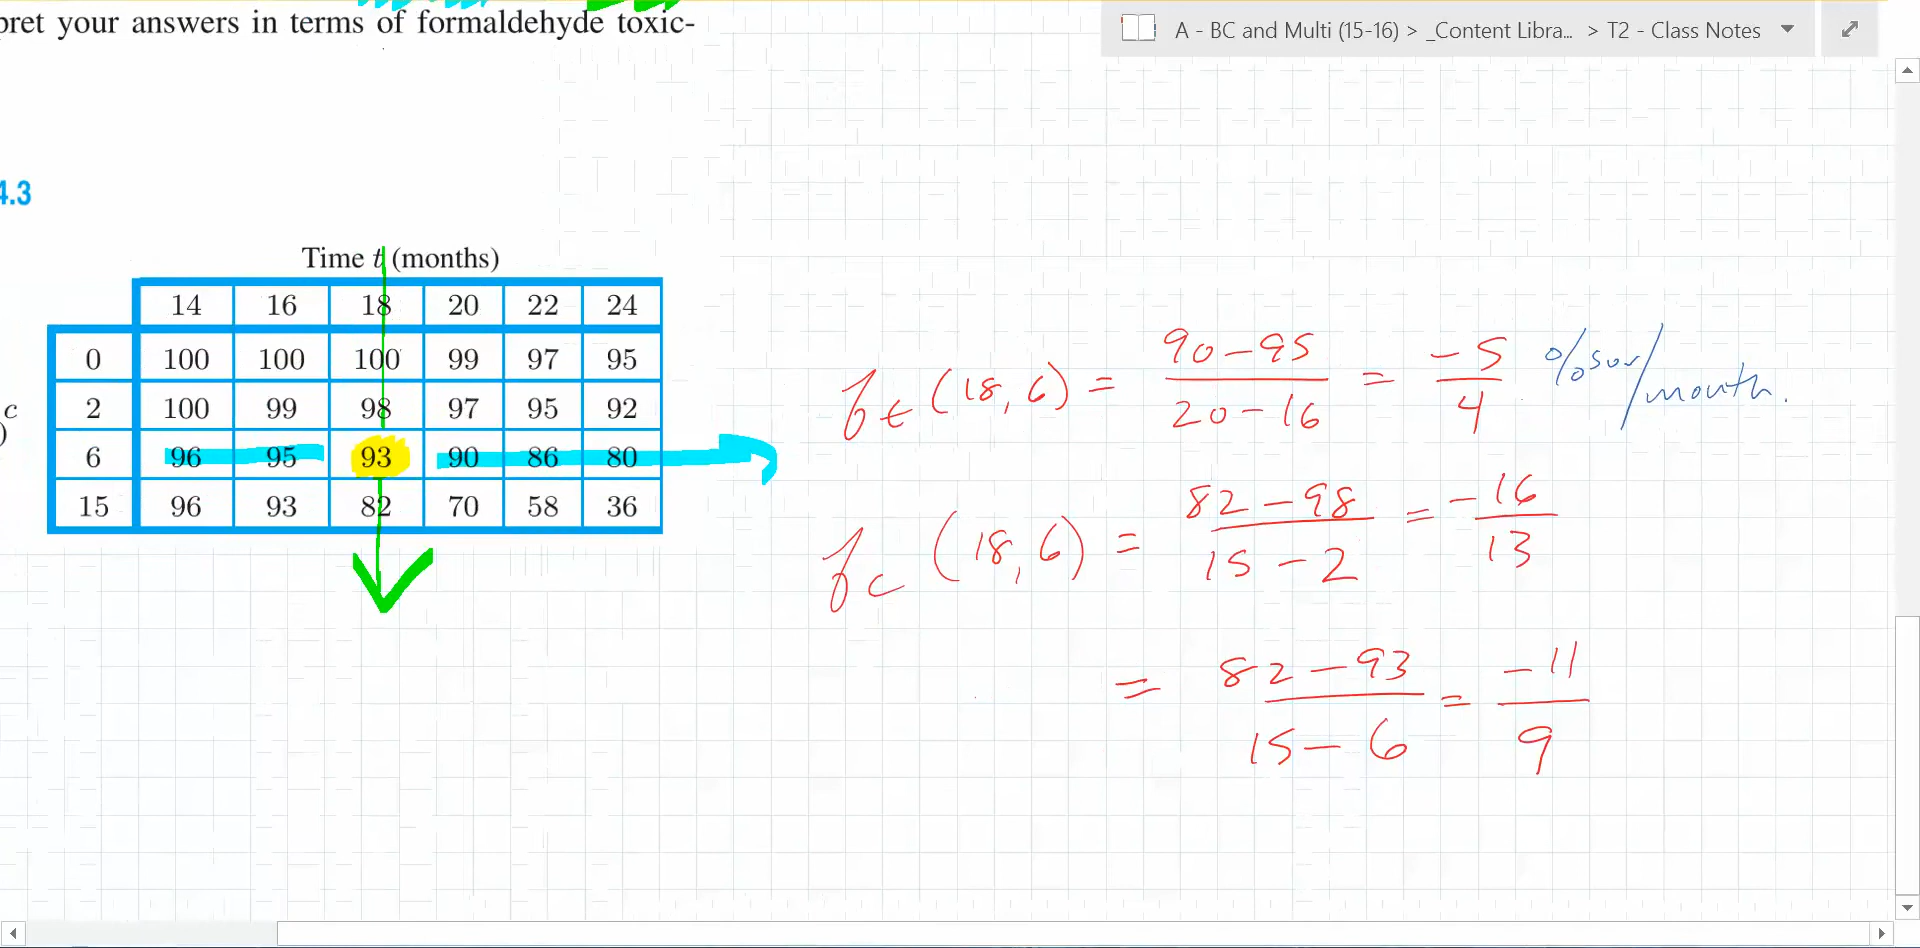 pret your answers in terms of formaldehyde toxic-
A - BC and Multi (15-16) > _Content Libra... > T2 - Class Notes
4.3
Time t (months)
14 16 18 20 22 24
0 100 100 100 99 97 95
c 2 100 99 98 97 95 92
) 6 96 95 93 90 86 80
15 96 93 82 70 58 36
f_t (18, 6) = (90 - 95)/(20 - 16) = -5/4 % sur/month.
f_c (18, 6) = (82 - 98)/(15 - 2) = -16/13
= (82 - 93)/(15 - 6) = -11/9